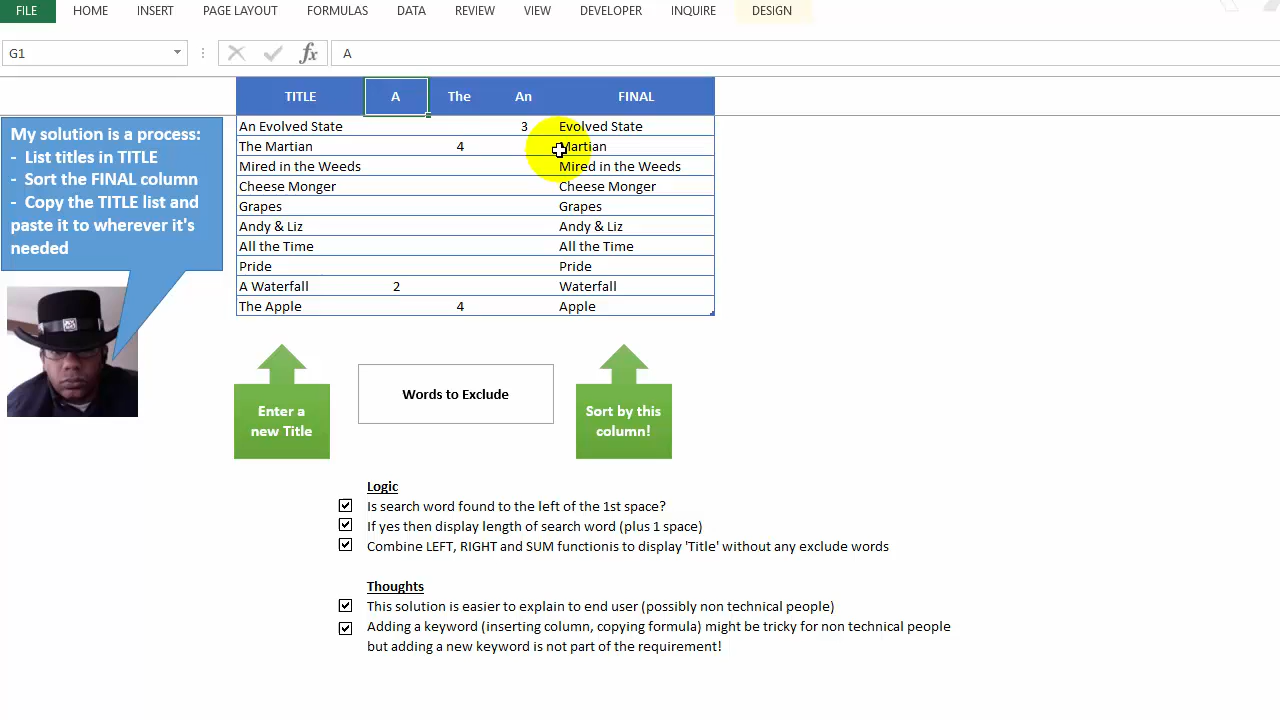 FILE HOME INSERT PAGE LAYOUT FORMULAS DATA REVIEW VIEW DEVELOPER INQUIRE DESIGN
G1 fx A
TITLE A The An FINAL
An Evolved State 3 Evolved State
The Martian 4 Martian
Mired in the Weeds Mired in the Weeds
Cheese Monger Cheese Monger
Grapes Grapes
Andy & Liz Andy & Liz
All the Time All the Time
Pride Pride
A Waterfall 2 Waterfall
The Apple 4 Apple
My solution is a process:
- List titles in TITLE
- Sort the FINAL column
- Copy the TITLE list and
paste it to wherever it's
needed
Enter a
new Title
Words to Exclude
Sort by this
column!
Logic
Is search word found to the left of the 1st space?
If yes then display length of search word (plus 1 space)
Combine LEFT, RIGHT and SUM functionis to display 'Title' without any exclude words
Thoughts
This solution is easier to explain to end user (possibly non technical people)
Adding a keyword (inserting column, copying formula) might be tricky for non technical people
but adding a new keyword is not part of the requirement!